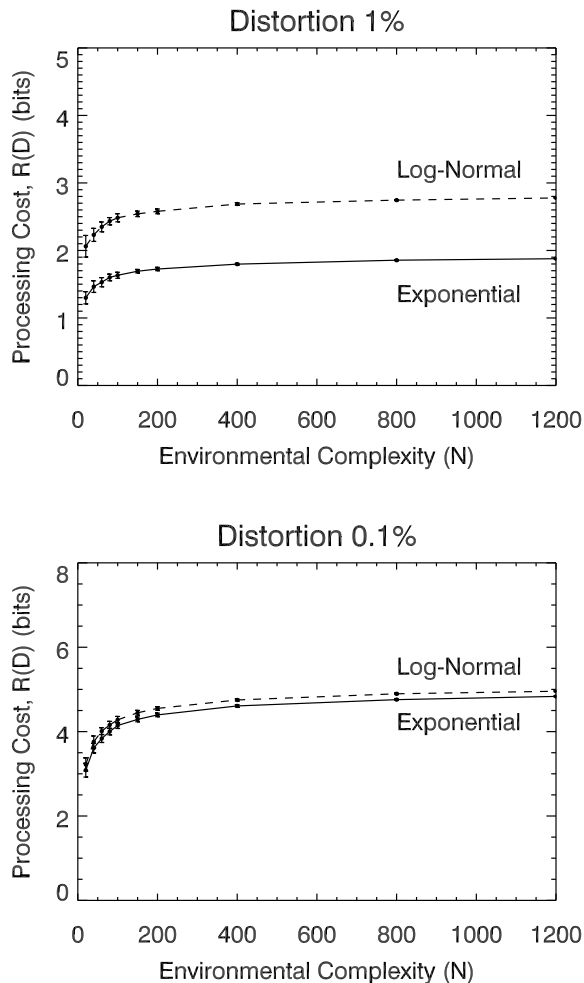 Distortion 1%
5
4
3
2
1
0
Processing Cost, R(D) (bits)
Log-Normal
Exponential
0 200 400 600 800 1000 1200
Environmental Complexity (N)
Distortion 0.1%
8
6
4
2
0
Processing Cost, R(D) (bits)
Log-Normal
Exponential
0 200 400 600 800 1000 1200
Environmental Complexity (N)